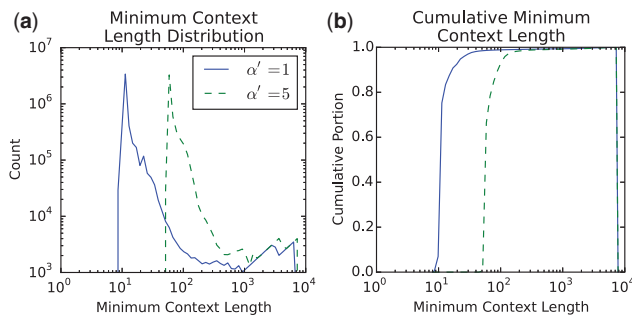 (a)
Minimum Context
Length Distribution
10^7
10^6
10^5
10^4
10^3
Count
α′ =1
α′ =5
10^0 10^1 10^2 10^3 10^4
Minimum Context Length
(b)
Cumulative Minimum
Context Length
1.0
0.8
0.6
0.4
0.2
0.0
Cumulative Portion
10^0 10^1 10^2 10^3 10^4
Minimum Context Length